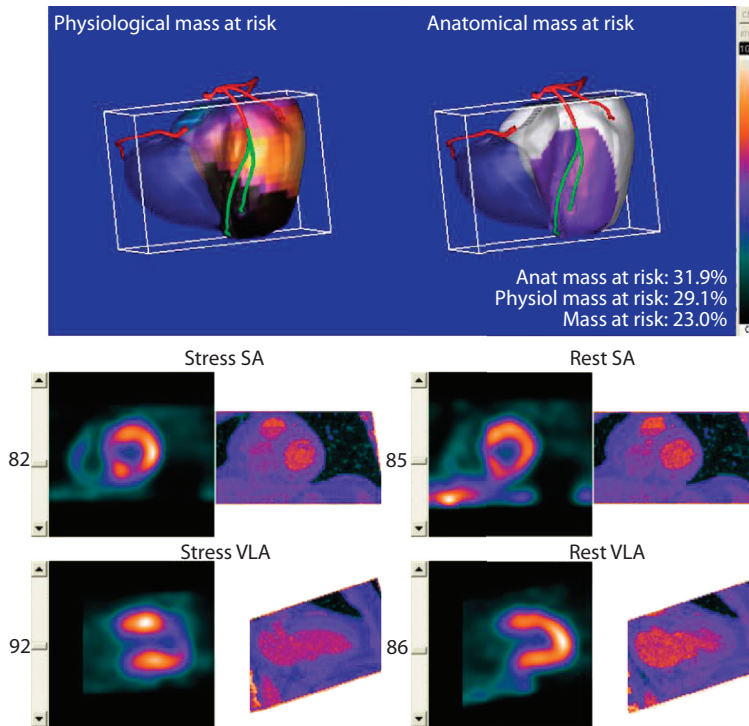 Physiological mass at risk
Anatomical mass at risk
Anat mass at risk: 31.9%
Physiol mass at risk: 29.1%
Mass at risk: 23.0%
Stress SA
Rest SA
82
85
Stress VLA
Rest VLA
92
86